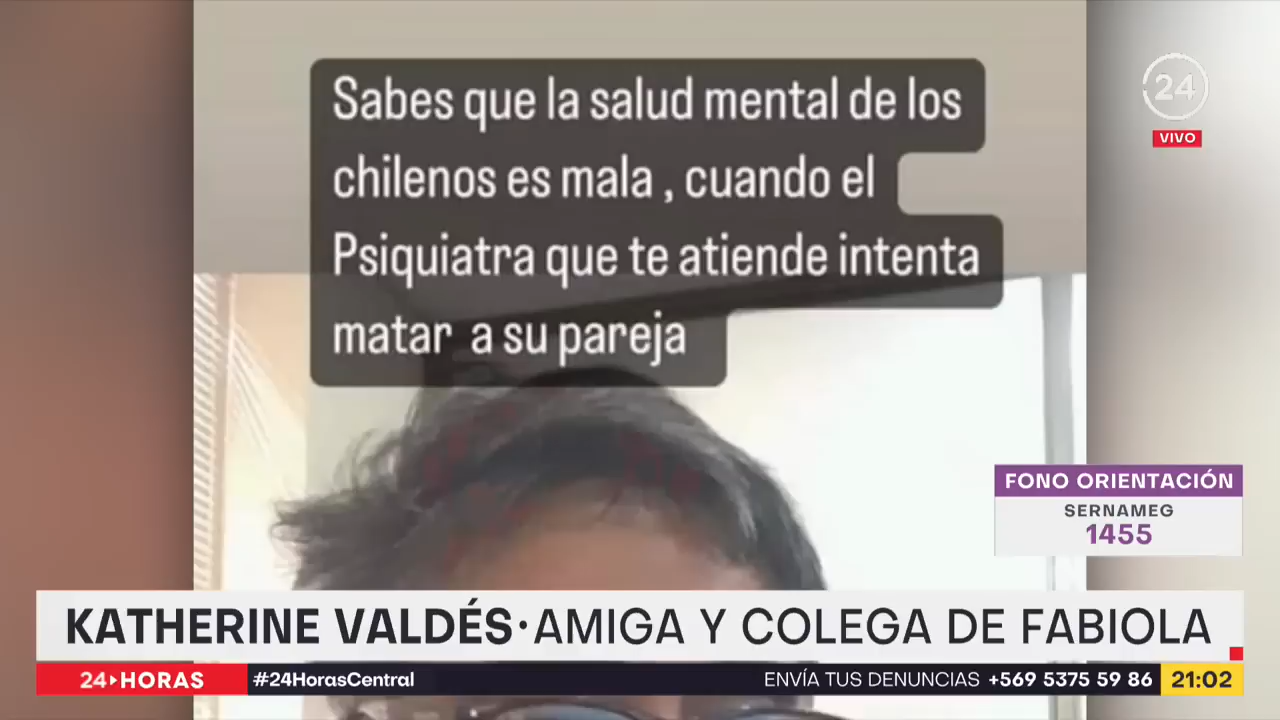 Sabes que la salud mental de los
chilenos es mala , cuando el
Psiquiatra que te atiende intenta
matar a su pareja
24
VIVO
FONO ORIENTACIÓN
SERNAMEG
1455
KATHERINE VALDÉS·AMIGA Y COLEGA DE FABIOLA
24 HORAS #24HorasCentral ENVÍA TUS DENUNCIAS +569 5375 59 86 21:02